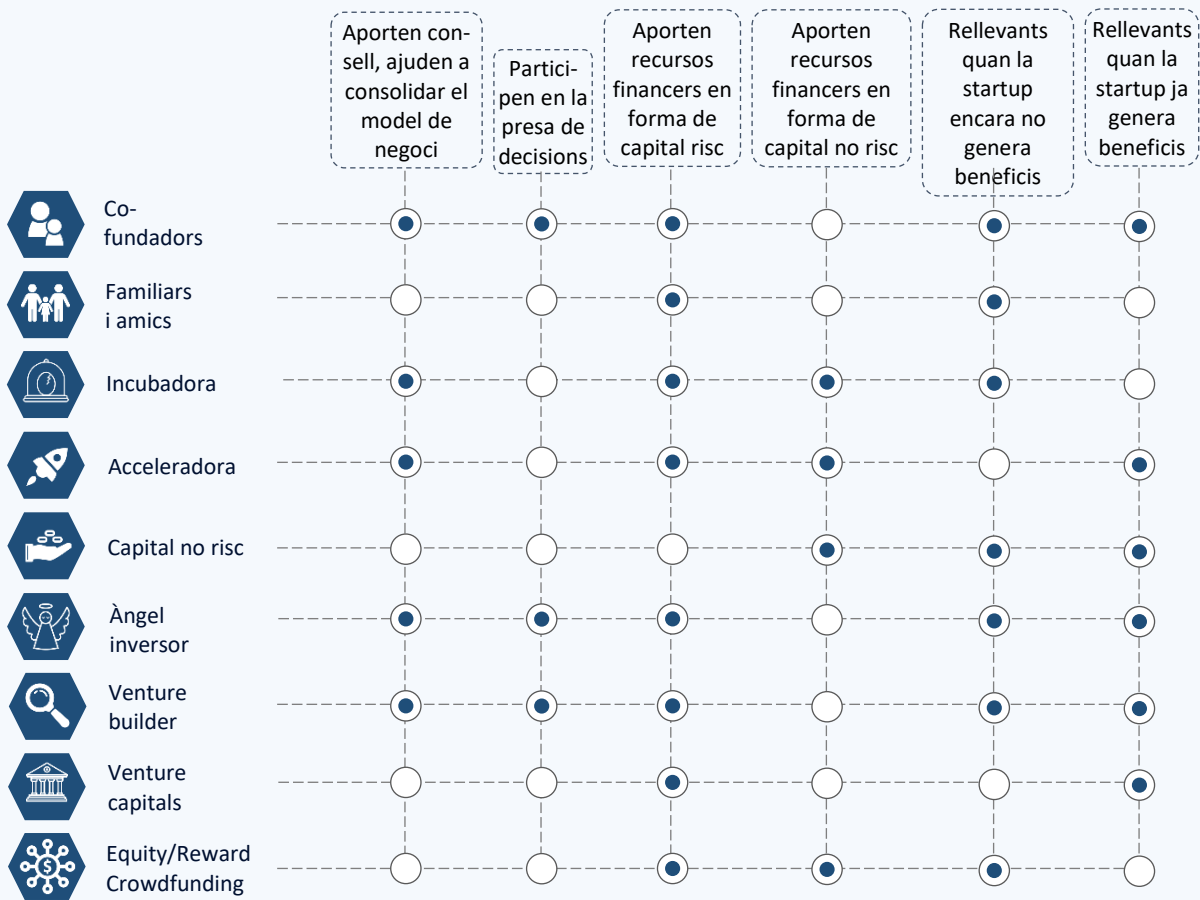 Aporten con-
sell, ajuden a
consolidar el
model de
negoci
Partici-
pen en la
presa de
decisions
Aporten
recursos
financers en
forma de
capital risc
Aporten
recursos
financers en
forma de
capital no risc
Rellevants
quan la
startup
encara no
genera
beneficis
Rellevants
quan la
startup ja
genera
beneficis
Co-
fundadors
Familiars
i amics
Incubadora
Acceleradora
Capital no risc
Àngel
inversor
Venture
builder
Venture
capitals
Equity/Reward
Crowdfunding
$